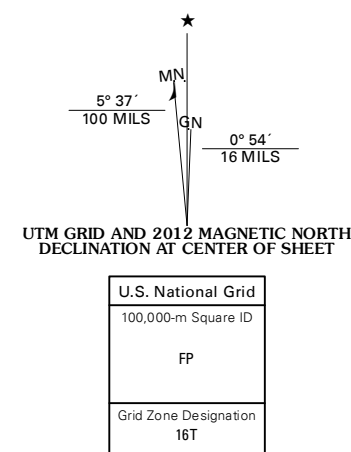 ★
MN.
5° 37´
100 MILS
GN
0° 54´
16 MILS
UTM GRID AND 2012 MAGNETIC NORTH
DECLINATION AT CENTER OF SHEET
U.S. National Grid
100,000-m Square ID
FP
Grid Zone Designation
16T